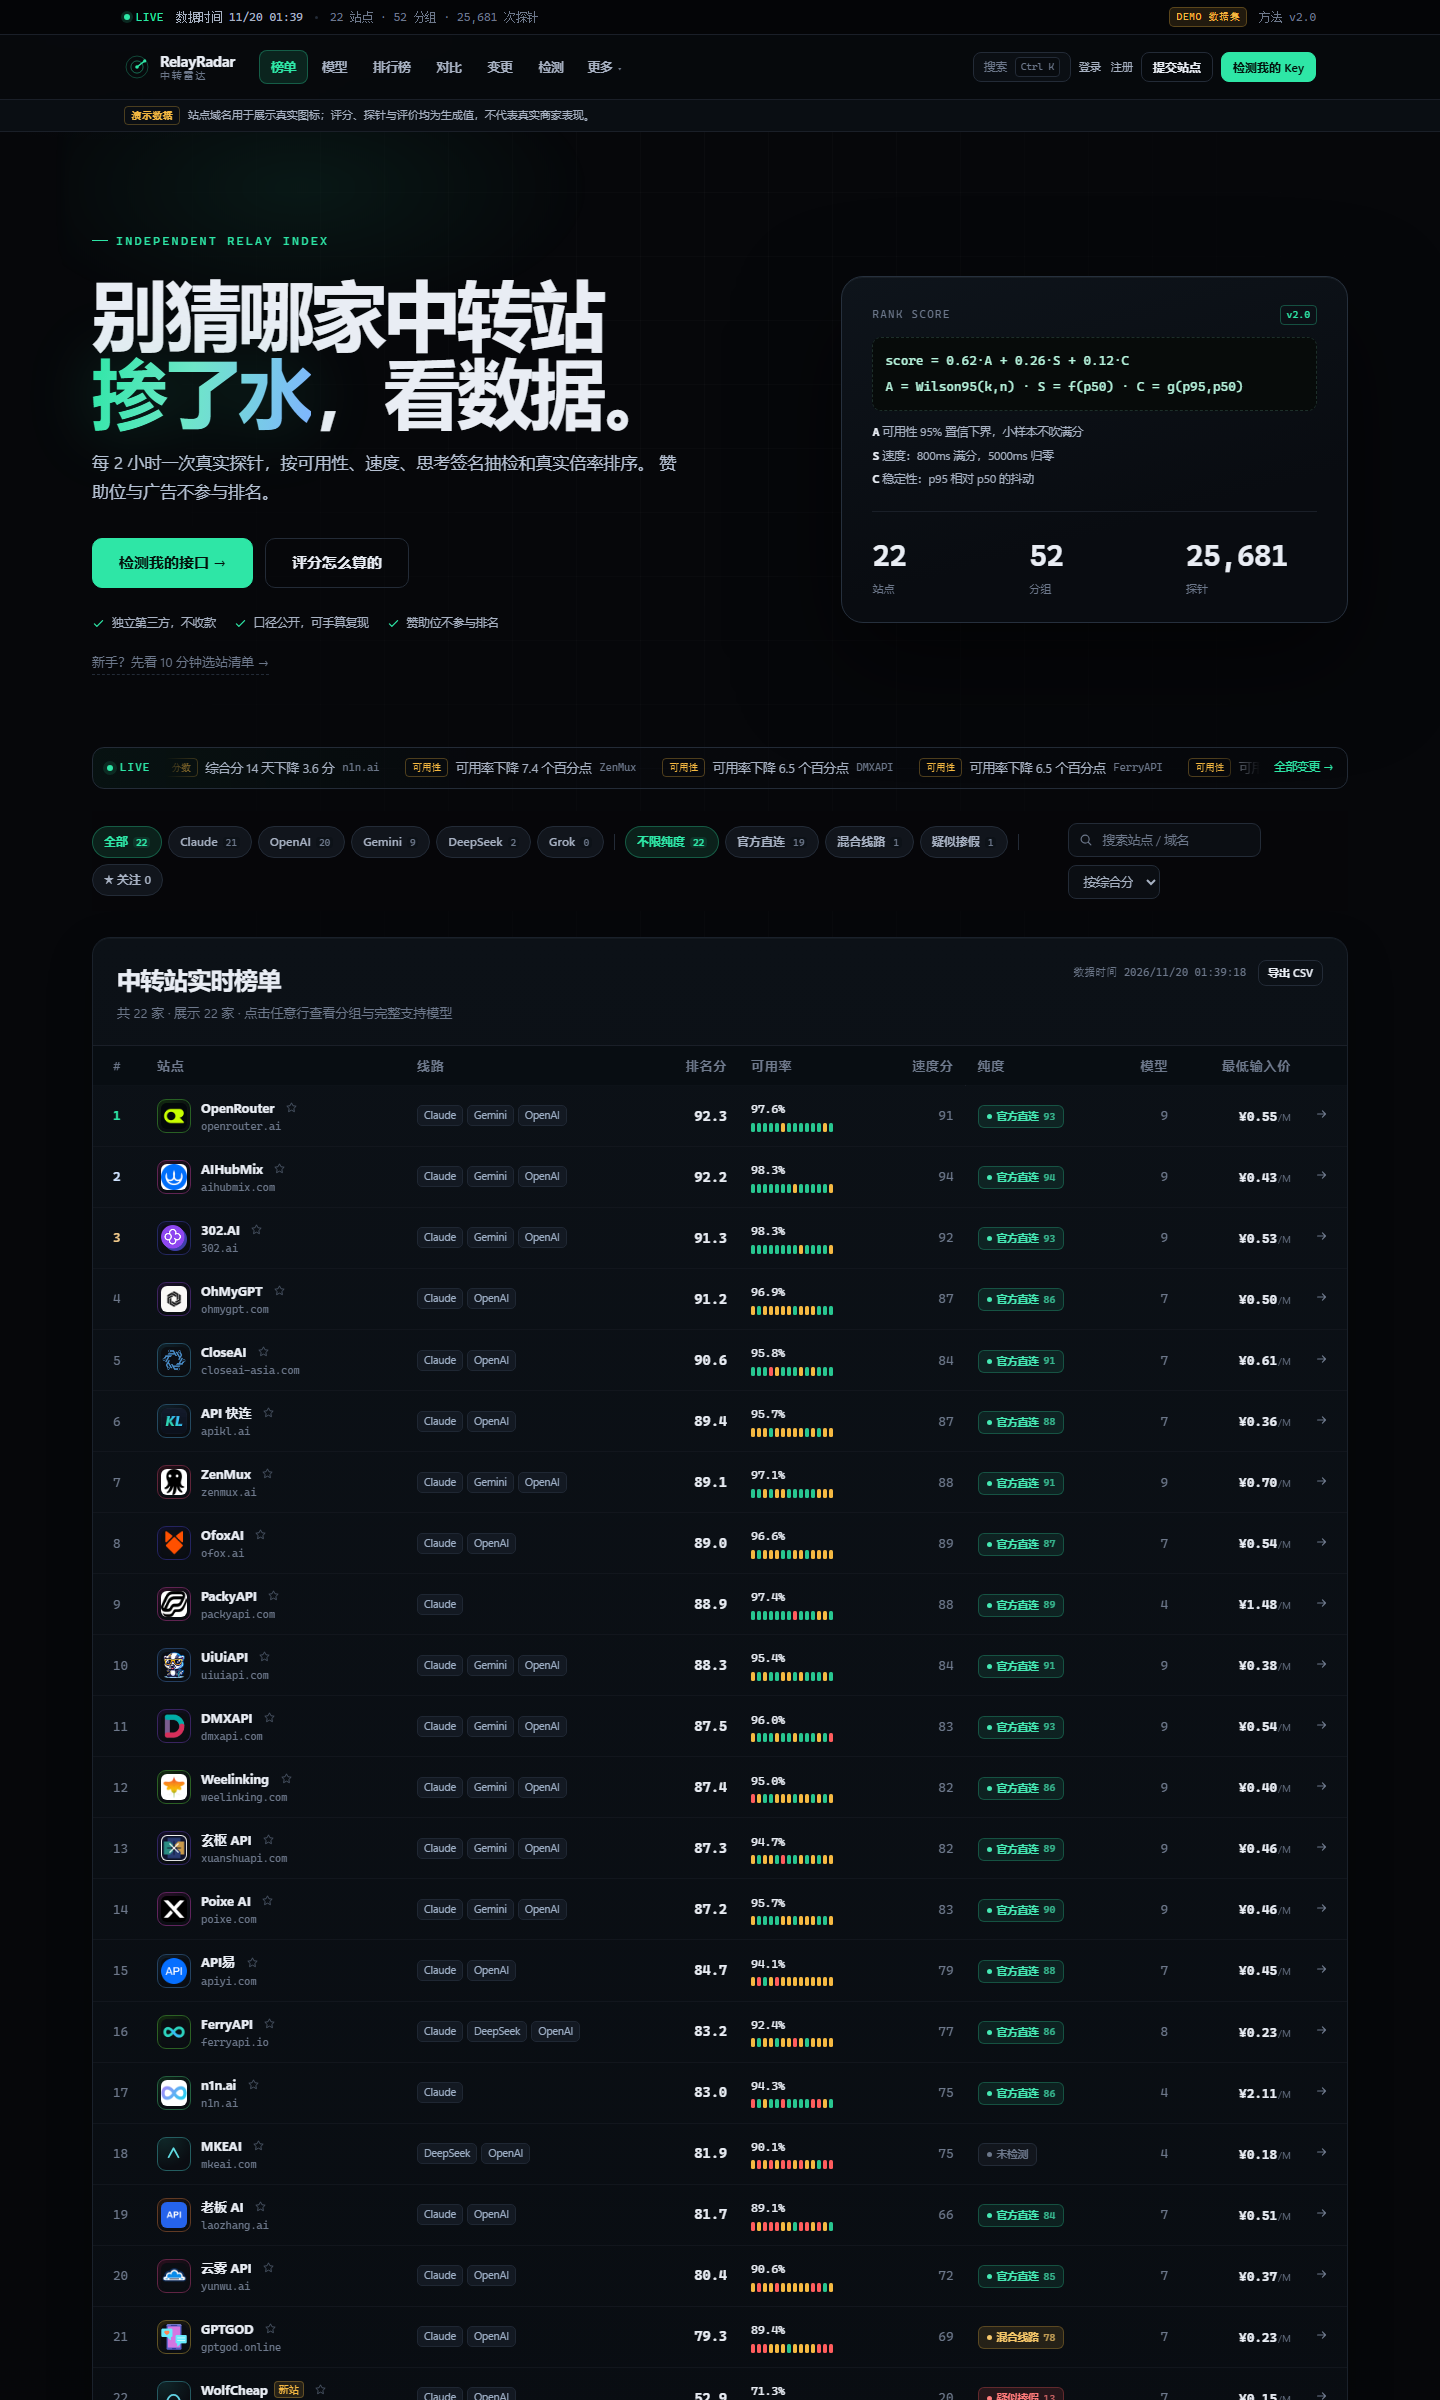 LIVE 数据时间 11/20 01:39 · 22 站点 · 52 分组 · 25,681 次探针
DEMO 数据集 方法 v2.0
RelayRadar
中转雷达
榜单 模型 排行榜 对比 变更 检测 更多
搜索 Ctrl K 登录 注册 提交站点 检测我的 Key
演示数据 站点域名用于展示真实图标；评分、探针与评价均为生成值，不代表真实商家表现。
INDEPENDENT RELAY INDEX
别猜哪家中转站
掺了水，看数据。
每 2 小时一次真实探针，按可用性、速度、思考签名抽检和真实倍率排序。 赞
助位与广告不参与排名。
检测我的接口 → 评分怎么算的
✓ 独立第三方，不收款 ✓ 口径公开，可手算复现 ✓ 赞助位不参与排名
新手？先看 10 分钟选站清单 →
RANK SCORE v2.0
score = 0.62·A + 0.26·S + 0.12·C
A = Wilson95(k,n) · S = f(p50) · C = g(p95,p50)
A 可用性 95% 置信下界，小样本不吹满分
S 速度：800ms 满分，5000ms 归零
C 稳定性：p95 相对 p50 的抖动
22 52 25,681
站点 分组 探针
LIVE 分数 综合分 14 天下降 3.6 分 n1n.ai 可用性 可用率下降 7.4 个百分点 ZenMux 可用性 可用率下降 6.5 个百分点 DMXAPI 可用性 可用率下降 6.5 个百分点 FerryAPI 可用性 全部变更 →
全部 22 Claude 21 OpenAI 20 Gemini 9 DeepSeek 2 Grok 0 不限纯度 22 官方直连 19 混合线路 1 疑似掺假 1
搜索站点 / 域名
★ 关注 0
按综合分
中转站实时榜单
数据时间 2026/11/20 01:39:18 导出 CSV
共 22 家 · 展示 22 家 · 点击任意行查看分组与完整支持模型
# 站点 线路 排名分 可用率 速度分 纯度 模型 最低输入价
1 OpenRouter ☆ openrouter.ai Claude Gemini OpenAI 92.3 97.6% 91 官方直连 93 9 ¥0.55/M →
2 AIHubMix ☆ aihubmix.com Claude Gemini OpenAI 92.2 98.3% 94 官方直连 94 9 ¥0.43/M →
3 302.AI ☆ 302.ai Claude Gemini OpenAI 91.3 98.3% 92 官方直连 93 9 ¥0.53/M →
4 OhMyGPT ☆ ohmygpt.com Claude OpenAI 91.2 96.9% 87 官方直连 86 7 ¥0.50/M →
5 CloseAI ☆ closeai-asia.com Claude OpenAI 90.6 95.8% 84 官方直连 91 7 ¥0.61/M →
6 KL API 快连 ☆ apikl.ai Claude OpenAI 89.4 95.7% 87 官方直连 88 7 ¥0.36/M →
7 ZenMux ☆ zenmux.ai Claude Gemini OpenAI 89.1 97.1% 88 官方直连 91 9 ¥0.70/M →
8 OfoxAI ☆ ofox.ai Claude OpenAI 89.0 96.6% 89 官方直连 87 7 ¥0.54/M →
9 PackyAPI ☆ packyapi.com Claude 88.9 97.4% 88 官方直连 89 4 ¥1.48/M →
10 UiUiAPI ☆ uiuiapi.com Claude Gemini OpenAI 88.3 95.4% 84 官方直连 91 9 ¥0.38/M →
11 DMXAPI ☆ dmxapi.com Claude Gemini OpenAI 87.5 96.0% 83 官方直连 93 9 ¥0.54/M →
12 Weelinking ☆ weelinking.com Claude Gemini OpenAI 87.4 95.0% 82 官方直连 86 9 ¥0.40/M →
13 玄枢 API ☆ xuanshuapi.com Claude Gemini OpenAI 87.3 94.7% 82 官方直连 89 9 ¥0.46/M →
14 Poixe AI ☆ poixe.com Claude Gemini OpenAI 87.2 95.7% 83 官方直连 90 9 ¥0.46/M →
15 API API易 ☆ apiyi.com Claude OpenAI 84.7 94.1% 79 官方直连 88 7 ¥0.45/M →
16 FerryAPI ☆ ferryapi.io Claude DeepSeek OpenAI 83.2 92.4% 77 官方直连 86 8 ¥0.23/M →
17 n1n.ai ☆ n1n.ai Claude 83.0 94.3% 75 官方直连 86 4 ¥2.11/M →
18 MKEAI ☆ mkeai.com DeepSeek OpenAI 81.9 90.1% 75 未检测 4 ¥0.18/M →
19 API 老板 AI ☆ laozhang.ai Claude OpenAI 81.7 89.1% 66 官方直连 84 7 ¥0.51/M →
20 云雾 API ☆ yunwu.ai Claude OpenAI 80.4 90.6% 72 官方直连 85 7 ¥0.37/M →
21 GPTGOD ☆ gptgod.online Claude OpenAI 79.3 89.4% 69 混合线路 78 7 ¥0.23/M →
22 WolfCheap 新站 ☆ Claude OpenAI 52.9 71.3% 20 疑似掺假 13 7 ¥0.15/M →